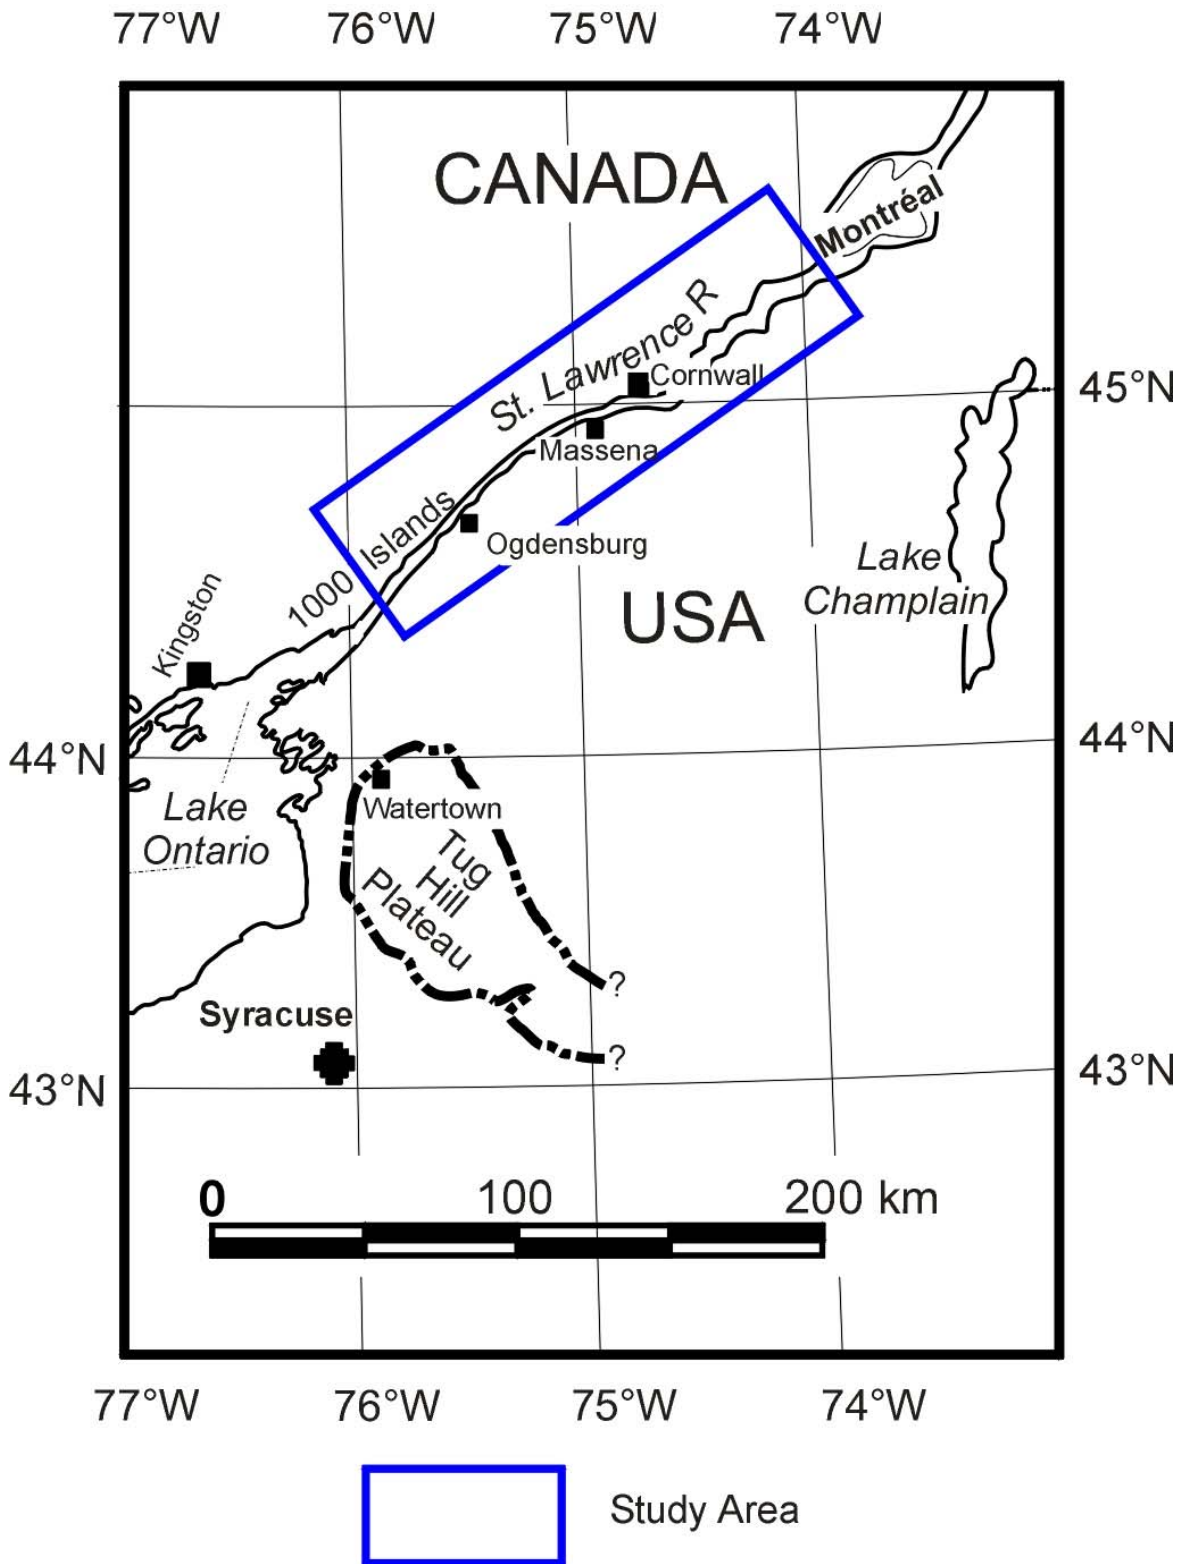 77°W 76°W 75°W 74°W
CANADA
Montréal
St. Lawrence R
Cornwall
45°N
Massena
1000 Islands
Ogdensburg
Lake
Champlain
Kingston
USA
44°N
44°N
Watertown
Lake
Ontario
Tug
Hill
Plateau
?
Syracuse
?
43°N
43°N
0 100 200 km
77°W 76°W 75°W 74°W
Study Area